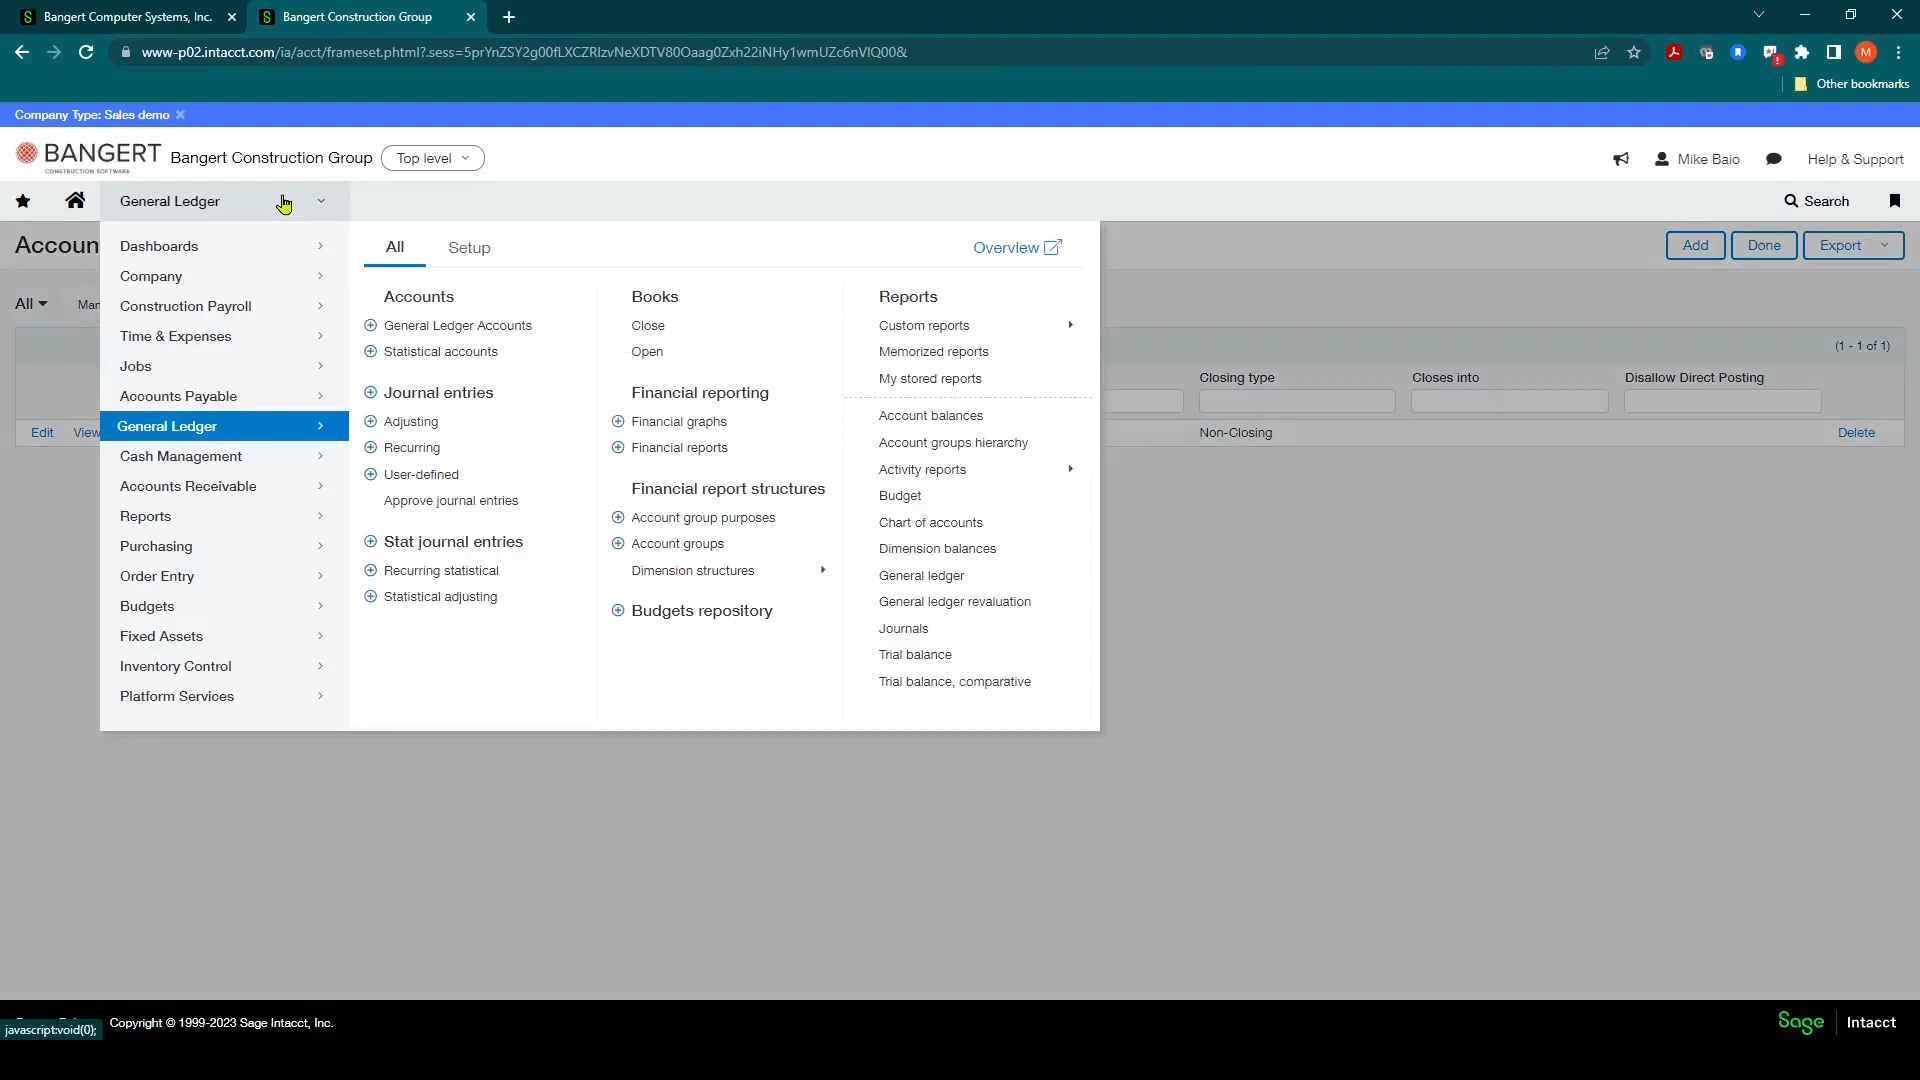 Bangert Computer Systems, Inc.
Bangert Construction Group
www-p02.intacct.com/ia/acct/frameset.phtml?.sess=5prYnZSY2g00fLXCZRIzvNeXDTV80Oaag0Zxh22iNHy1wmUZc6nVlQ00&
M
Other bookmarks
Company Type: Sales demo
BANGERT
CONSTRUCTION SOFTWARE
Bangert Construction Group
Top level
Mike Baio
Help & Support
General Ledger
Search
Accoun
Add
Done
Export
All
Man
(1 - 1 of 1)
Closing type
Closes into
Disallow Direct Posting
Edit
View
Non-Closing
Delete
Dashboards
Company
Construction Payroll
Time & Expenses
Jobs
Accounts Payable
General Ledger
Cash Management
Accounts Receivable
Reports
Purchasing
Order Entry
Budgets
Fixed Assets
Inventory Control
Platform Services
All
Setup
Overview
Accounts
General Ledger Accounts
Statistical accounts
Journal entries
Adjusting
Recurring
User-defined
Approve journal entries
Stat journal entries
Recurring statistical
Statistical adjusting
Books
Close
Open
Financial reporting
Financial graphs
Financial reports
Financial report structures
Account group purposes
Account groups
Dimension structures
Budgets repository
Reports
Custom reports
Memorized reports
My stored reports
Account balances
Account groups hierarchy
Activity reports
Budget
Chart of accounts
Dimension balances
General ledger
General ledger revaluation
Journals
Trial balance
Trial balance, comparative
javascript:void(0);
Copyright © 1999-2023 Sage Intacct, Inc.
Sage
Intacct